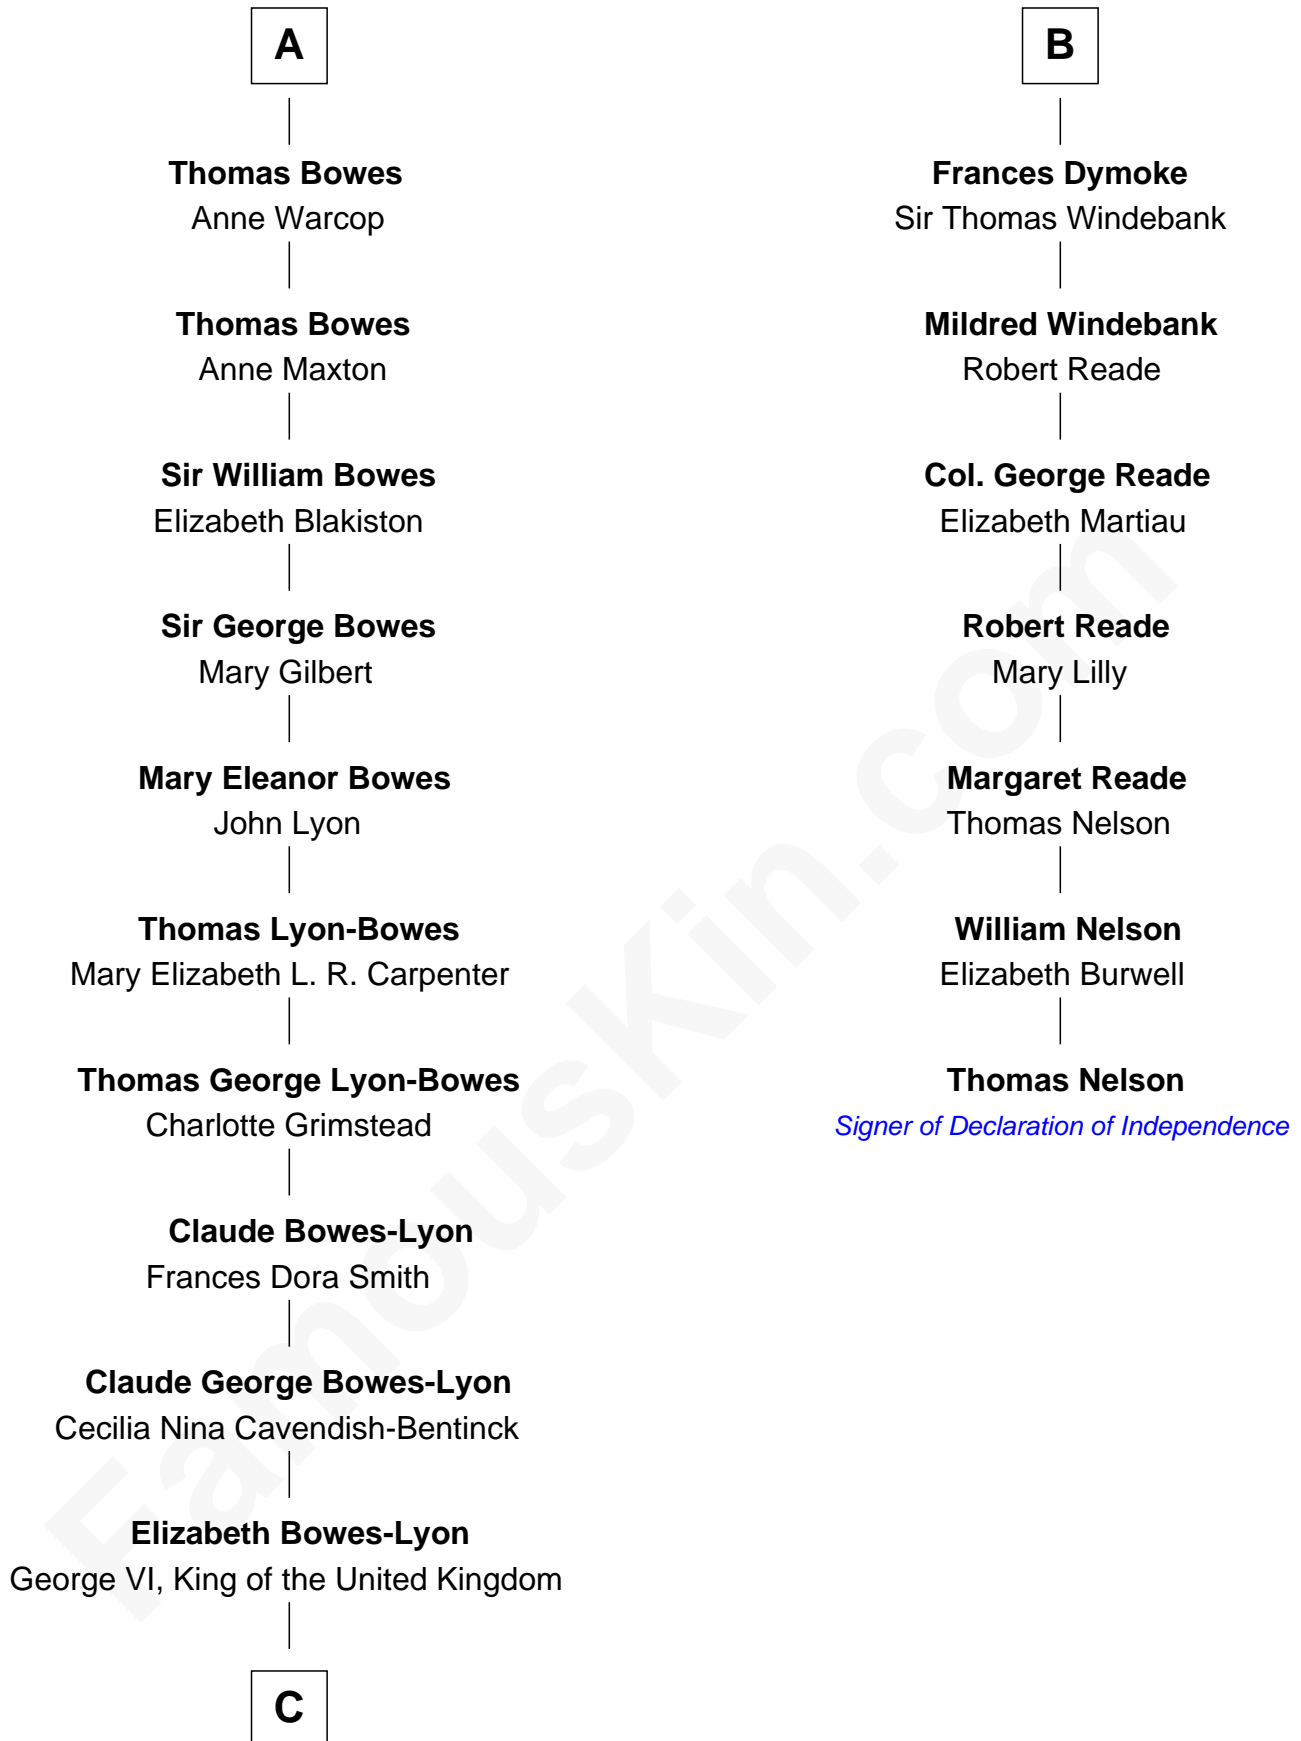 A
Thomas Bowes
Anne Warcop
Thomas Bowes
Anne Maxton
Sir William Bowes
Elizabeth Blakiston
Sir George Bowes
Mary Gilbert
Mary Eleanor Bowes
John Lyon
Thomas Lyon-Bowes
Mary Elizabeth L. R. Carpenter
Thomas George Lyon-Bowes
Charlotte Grimstead
Claude Bowes-Lyon
Frances Dora Smith
Claude George Bowes-Lyon
Cecilia Nina Cavendish-Bentinck
Elizabeth Bowes-Lyon
George VI, King of the United Kingdom
C
B
Frances Dymoke
Sir Thomas Windebank
Mildred Windebank
Robert Reade
Col. George Reade
Elizabeth Martiau
Robert Reade
Mary Lilly
Margaret Reade
Thomas Nelson
William Nelson
Elizabeth Burwell
Thomas Nelson
Signer of Declaration of Independence
FamousKin.com